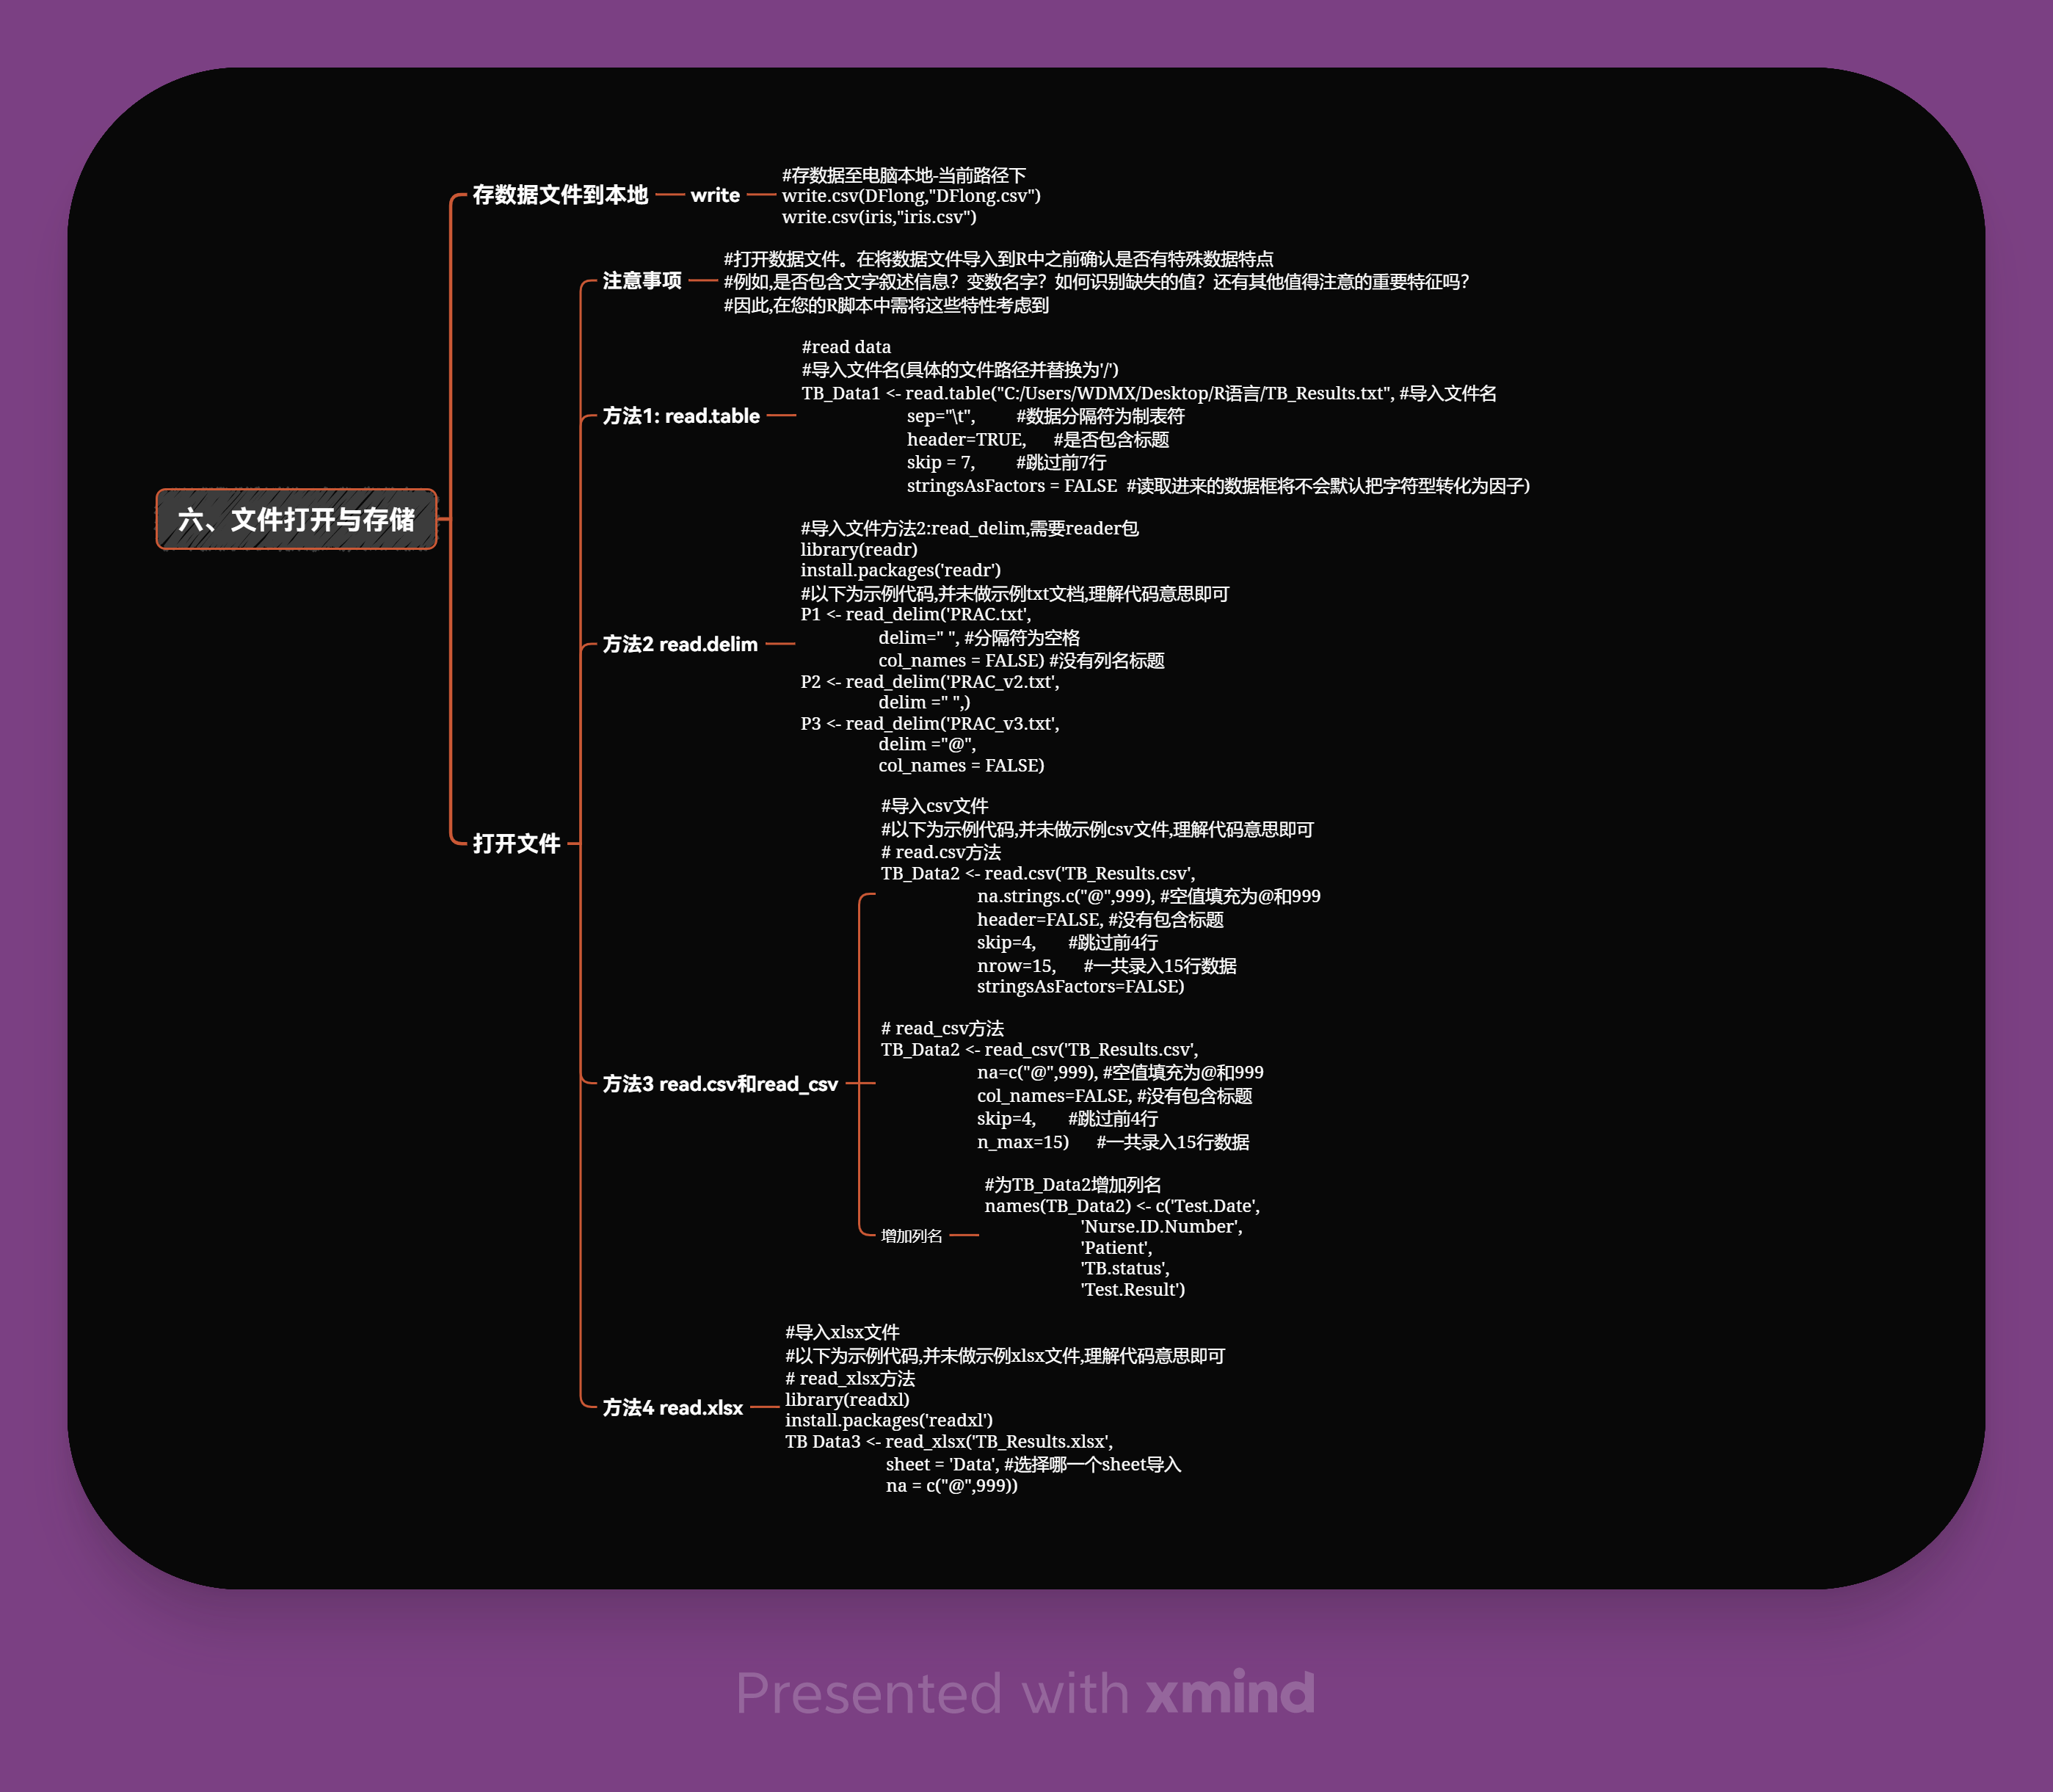 六、文件打开与存储
存数据文件到本地
write
#存数据至电脑本地-当前路径下
write.csv(DFlong,"DFlong.csv")
write.csv(iris,"iris.csv")
打开文件
注意事项
#打开数据文件。在将数据文件导入到R中之前确认是否有特殊数据特点
#例如,是否包含文字叙述信息？变数名字？如何识别缺失的值？还有其他值得注意的重要特征吗？
#因此,在您的R脚本中需将这些特性考虑到
方法1: read.table
#read data
#导入文件名(具体的文件路径并替换为'/')
TB_Data1 <- read.table("C:/Users/WDMX/Desktop/R语言/TB_Results.txt", #导入文件名
sep="\t", #数据分隔符为制表符
header=TRUE, #是否包含标题
skip = 7, #跳过前7行
stringsAsFactors = FALSE #读取进来的数据框将不会默认把字符型转化为因子)
方法2 read.delim
#导入文件方法2:read_delim,需要reader包
library(readr)
install.packages('readr')
#以下为示例代码,并未做示例txt文档,理解代码意思即可
P1 <- read_delim('PRAC.txt',
delim=" ", #分隔符为空格
col_names = FALSE) #没有列名标题
P2 <- read_delim('PRAC_v2.txt',
delim =" ",)
P3 <- read_delim('PRAC_v3.txt',
delim ="@",
col_names = FALSE)
方法3 read.csv和read_csv
#导入csv文件
#以下为示例代码,并未做示例csv文件,理解代码意思即可
# read.csv方法
TB_Data2 <- read.csv('TB_Results.csv',
na.strings.c("@",999), #空值填充为@和999
header=FALSE, #没有包含标题
skip=4, #跳过前4行
nrow=15, #一共录入15行数据
stringsAsFactors=FALSE)
# read_csv方法
TB_Data2 <- read_csv('TB_Results.csv',
na=c("@",999), #空值填充为@和999
col_names=FALSE, #没有包含标题
skip=4, #跳过前4行
n_max=15) #一共录入15行数据
增加列名
#为TB_Data2增加列名
names(TB_Data2) <- c('Test.Date',
'Nurse.ID.Number',
'Patient',
'TB.status',
'Test.Result')
方法4 read.xlsx
#导入xlsx文件
#以下为示例代码,并未做示例xlsx文件,理解代码意思即可
# read_xlsx方法
library(readxl)
install.packages('readxl')
TB Data3 <- read_xlsx('TB_Results.xlsx',
sheet = 'Data', #选择哪一个sheet导入
na = c("@",999))
Presented with xmind